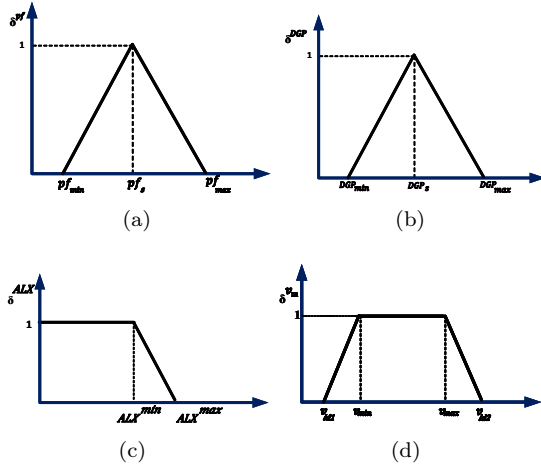 δ^pf
1
pf_min pf_s pf_max
(a)
δ^DGP
1
DGP_min DGP_s DGP_max
(b)
δ^ALX
1
ALX^min ALX^max
(c)
δ^v_m
1
v_min v_max
(d)